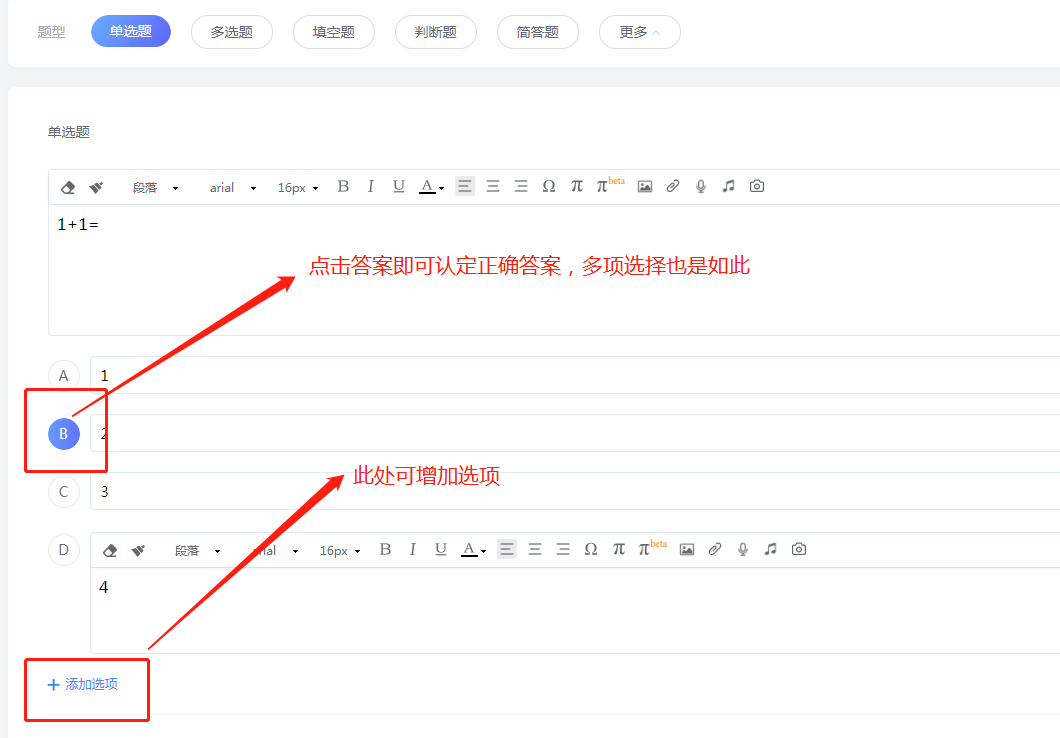 题型 单选题 多选题 填空题 判断题 简答题 更多
单选题
段落 arial 16px B I U A Ω π π beta
1+1=
点击答案即可认定正确答案，多项选择也是如此
A 1
B 2
此处可增加选项
C 3
D 段落 arial 16px B I U A Ω π π beta
4
+ 添加选项